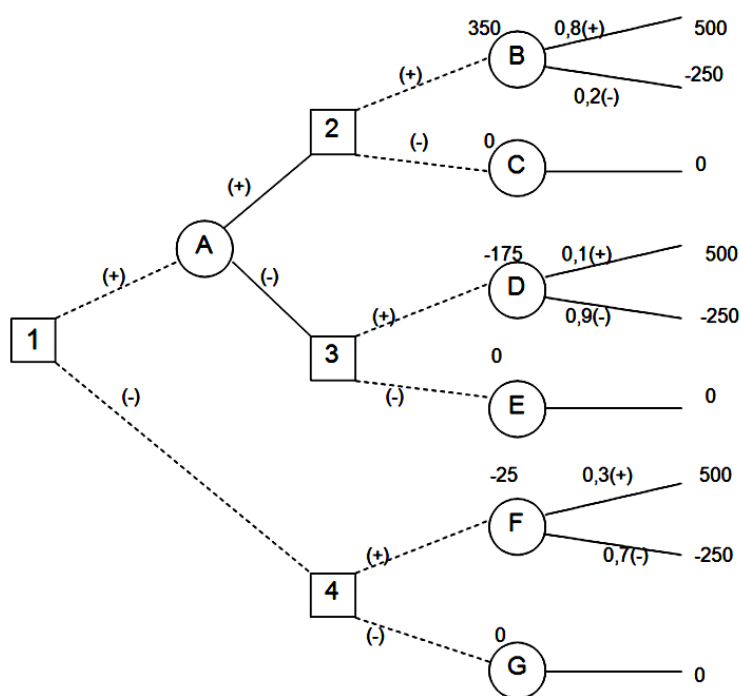 350 0,8(+) 500
B
(+) -250
0,2(-)
2
(-) 0 0
C
(+)
A
-175 0,1(+) 500
(+) (-) D
(+) 0,9(-) -250
1 3
0
(-) (-) 0
E
-25 0,3(+) 500
F
(+) 0,7(-) -250
4
(-) 0
G 0